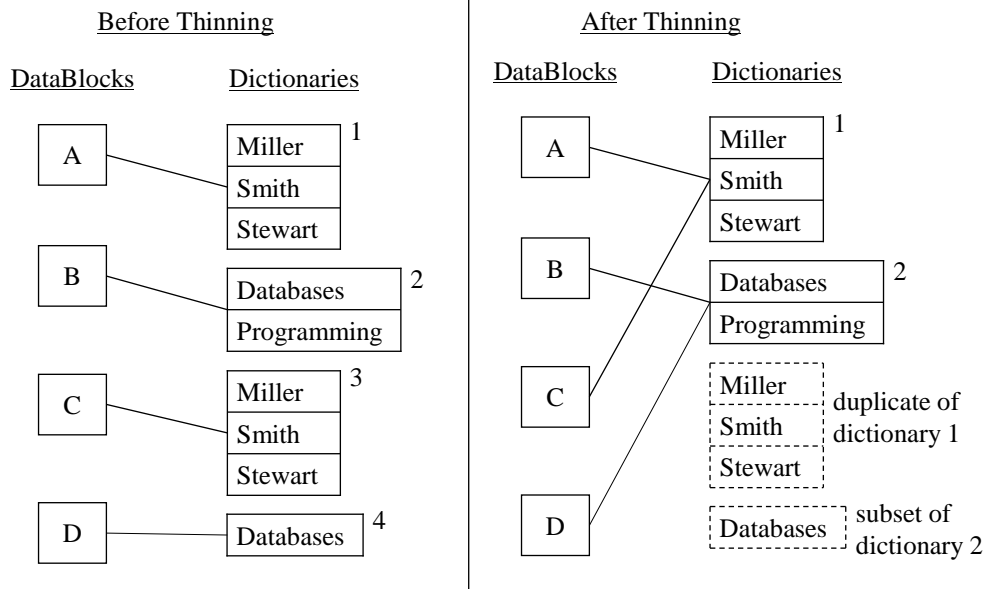 Before Thinning
DataBlocks
Dictionaries
A
Miller
Smith
Stewart
1
B
Databases
Programming
2
C
Miller
Smith
Stewart
3
D
Databases
4
After Thinning
DataBlocks
Dictionaries
A
Miller
Smith
Stewart
1
B
Databases
Programming
2
C
Miller
Smith
Stewart
duplicate of
dictionary 1
D
Databases
subset of
dictionary 2